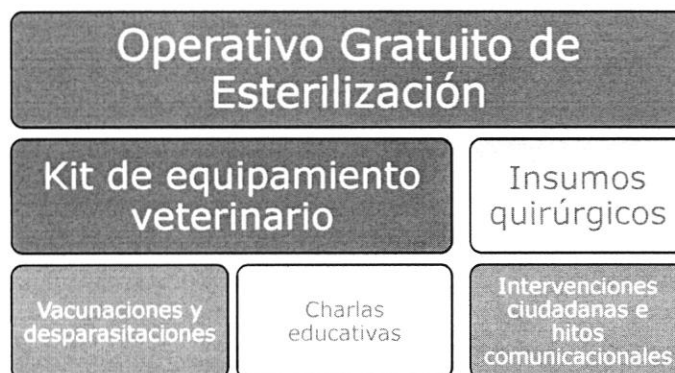 Operativo Gratuito de
Esterilización
Kit de equipamiento
veterinario
Insumos
quirúrgicos
Vacunaciones y
desparasitaciones
Charlas
educativas
Intervenciones
ciudadanas e
hitos
comunicacionales